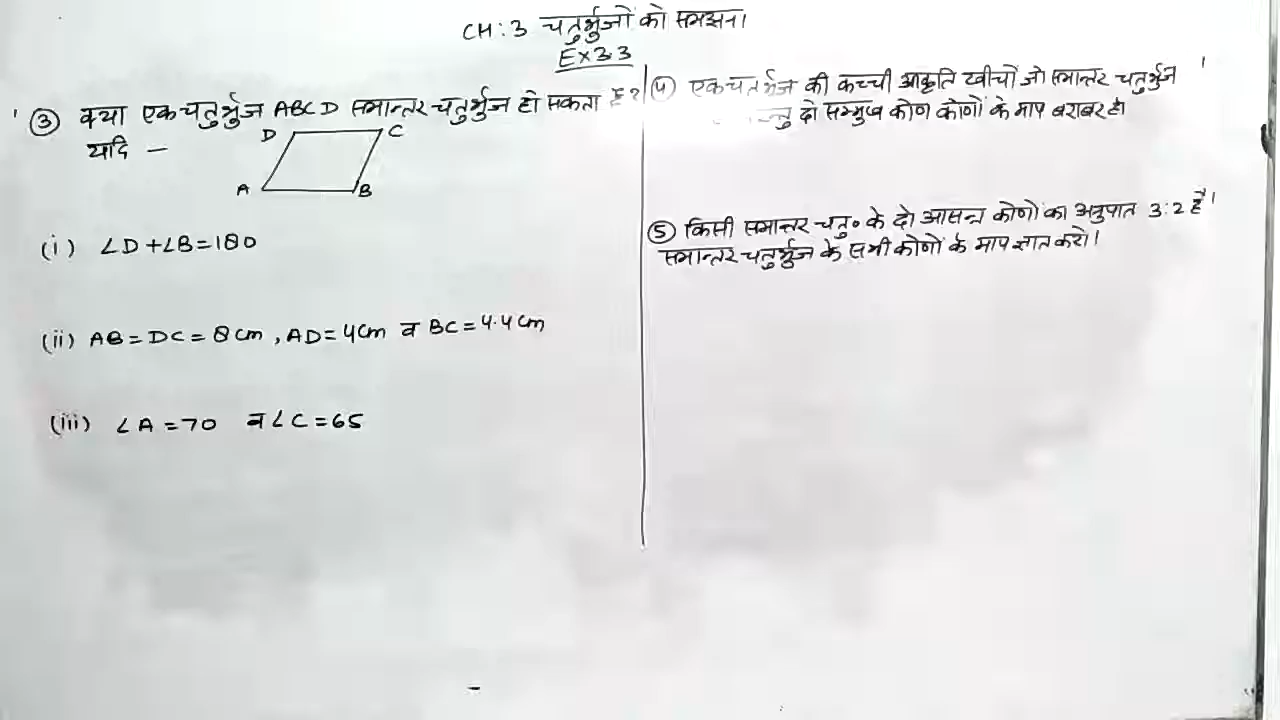 CH:3 चतुर्भुजों को समझना
Ex3.3
③ क्या एक चतुर्भुज ABCD समान्तर चतुर्भुज हो सकता है?
यदि —
D C
A B
(i) ∠D+∠B=180
(ii) AB=DC=8cm, AD=4cm व BC=4.4cm
(iii) ∠A=70 व ∠C=65
④ एक चतुर्भुज की कच्ची आकृति खीचों जो समान्तर चतुर्भुज
दो सम्मुख कोण कोणों के माप बराबर हो।
⑤ किसी समान्तर चतु० के दो आसन्न कोणों का अनुपात 3:2 है।
समान्तर चतुर्भुज के सभी कोणों के माप ज्ञात करो।